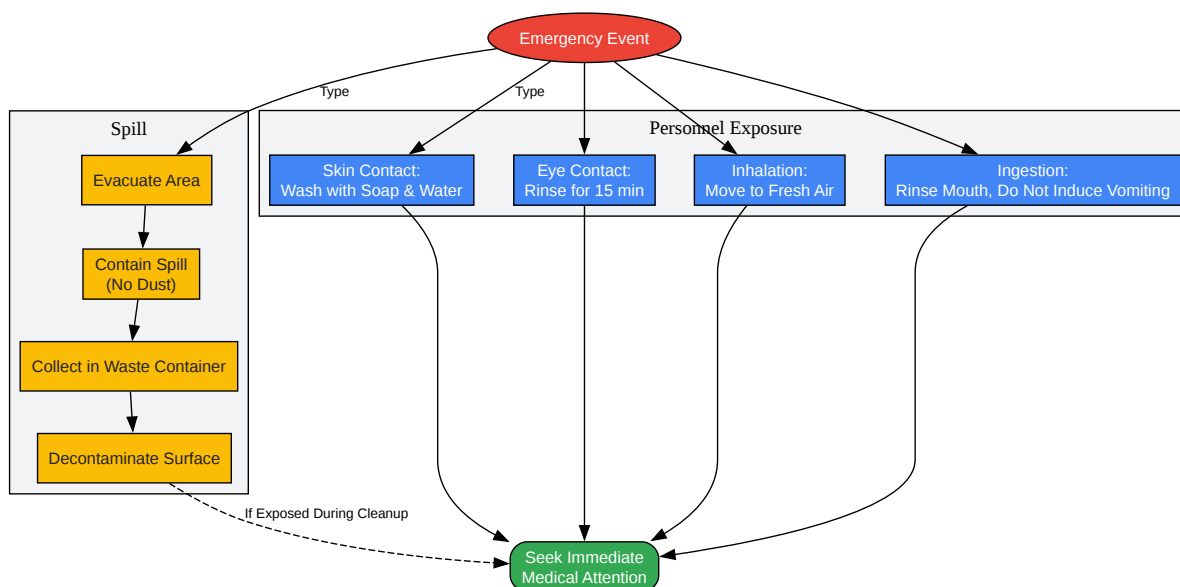 Emergency Event
Type
Type
Spill
Personnel Exposure
Evacuate Area
Skin Contact:
Wash with Soap & Water
Eye Contact:
Rinse for 15 min
Inhalation:
Move to Fresh Air
Ingestion:
Rinse Mouth, Do Not Induce Vomiting
Contain Spill
(No Dust)
Collect in Waste Container
Decontaminate Surface
If Exposed During Cleanup
Seek Immediate
Medical Attention